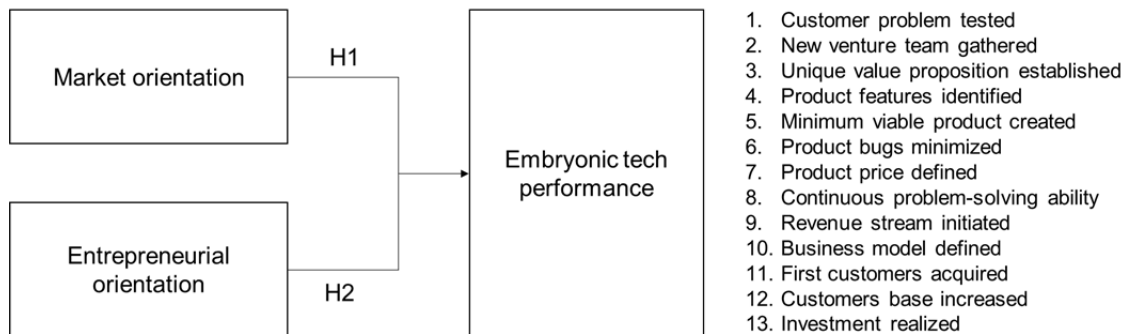 Market orientation
H1
Entrepreneurial
orientation
H2
Embryonic tech
performance
1. Customer problem tested
2. New venture team gathered
3. Unique value proposition established
4. Product features identified
5. Minimum viable product created
6. Product bugs minimized
7. Product price defined
8. Continuous problem-solving ability
9. Revenue stream initiated
10. Business model defined
11. First customers acquired
12. Customers base increased
13. Investment realized